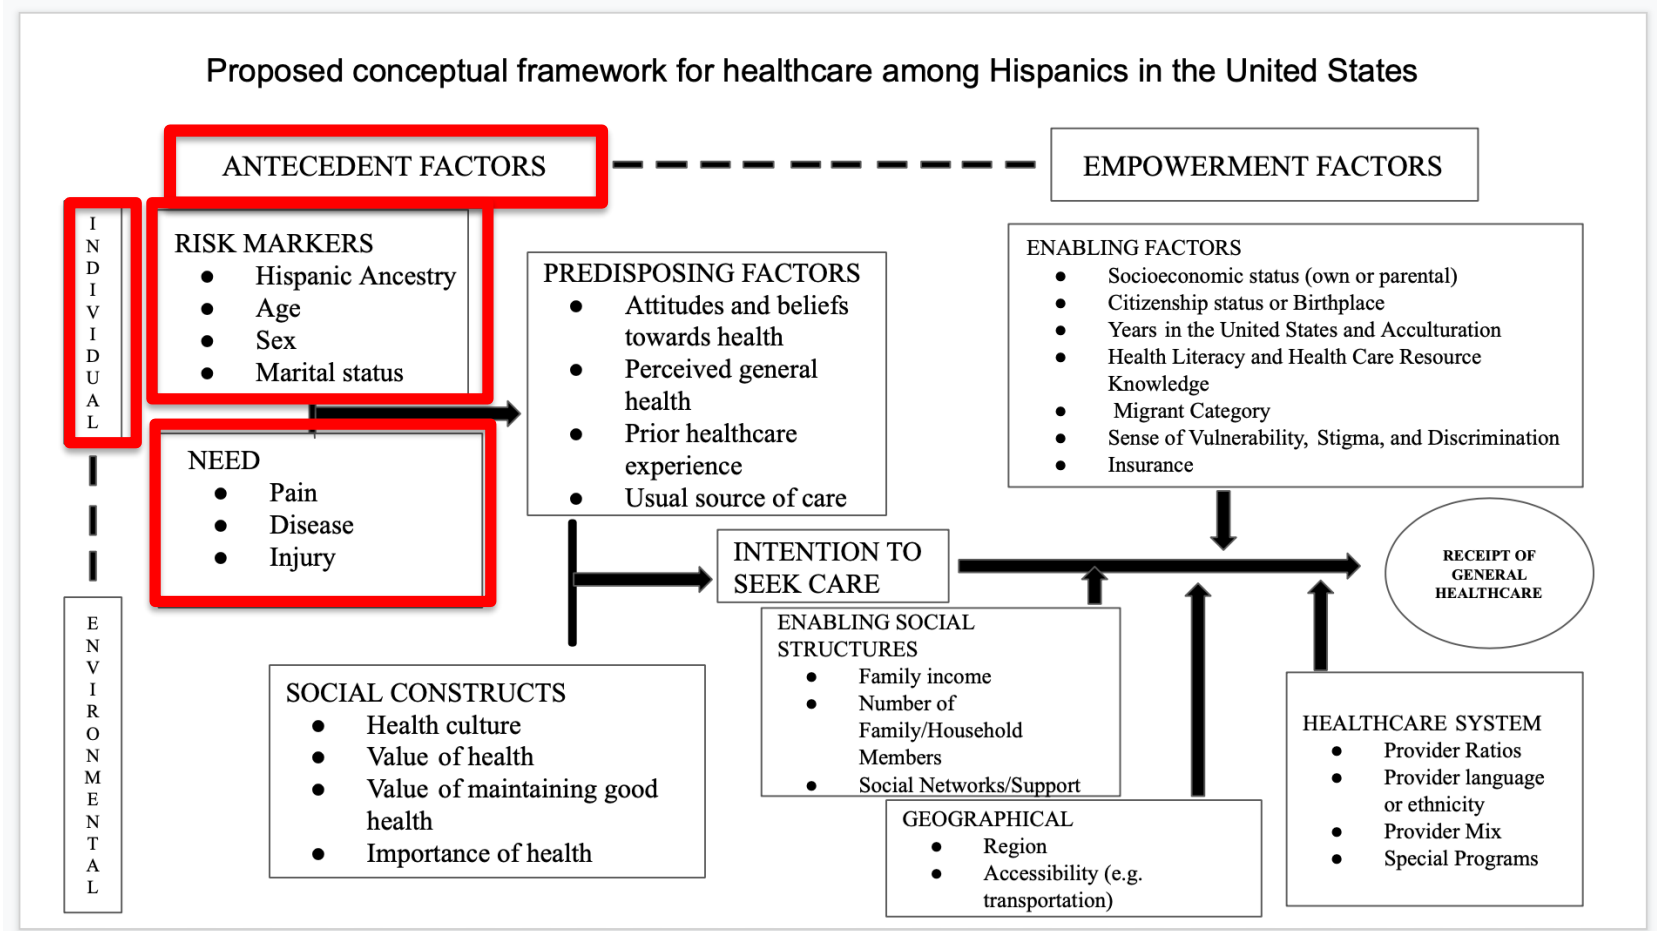 Proposed conceptual framework for healthcare among Hispanics in the United States
ANTECEDENT FACTORS
EMPOWERMENT FACTORS
INDIVIDUAL
RISK MARKERS
● Hispanic Ancestry
● Age
● Sex
● Marital status
NEED
● Pain
● Disease
● Injury
PREDISPOSING FACTORS
● Attitudes and beliefs
towards health
● Perceived general
health
● Prior healthcare
experience
● Usual source of care
ENABLING FACTORS
● Socioeconomic status (own or parental)
● Citizenship status or Birthplace
● Years in the United States and Acculturation
● Health Literacy and Health Care Resource
Knowledge
● Migrant Category
● Sense of Vulnerability, Stigma, and Discrimination
● Insurance
INTENTION TO
SEEK CARE
RECEIPT OF
GENERAL
HEALTHCARE
ENVIRONMENTAL
SOCIAL CONSTRUCTS
● Health culture
● Value of health
● Value of maintaining good
health
● Importance of health
ENABLING SOCIAL
STRUCTURES
● Family income
● Number of
Family/Household
Members
● Social Networks/Support
GEOGRAPHICAL
● Region
● Accessibility (e.g.
transportation)
HEALTHCARE SYSTEM
● Provider Ratios
● Provider language
or ethnicity
● Provider Mix
● Special Programs